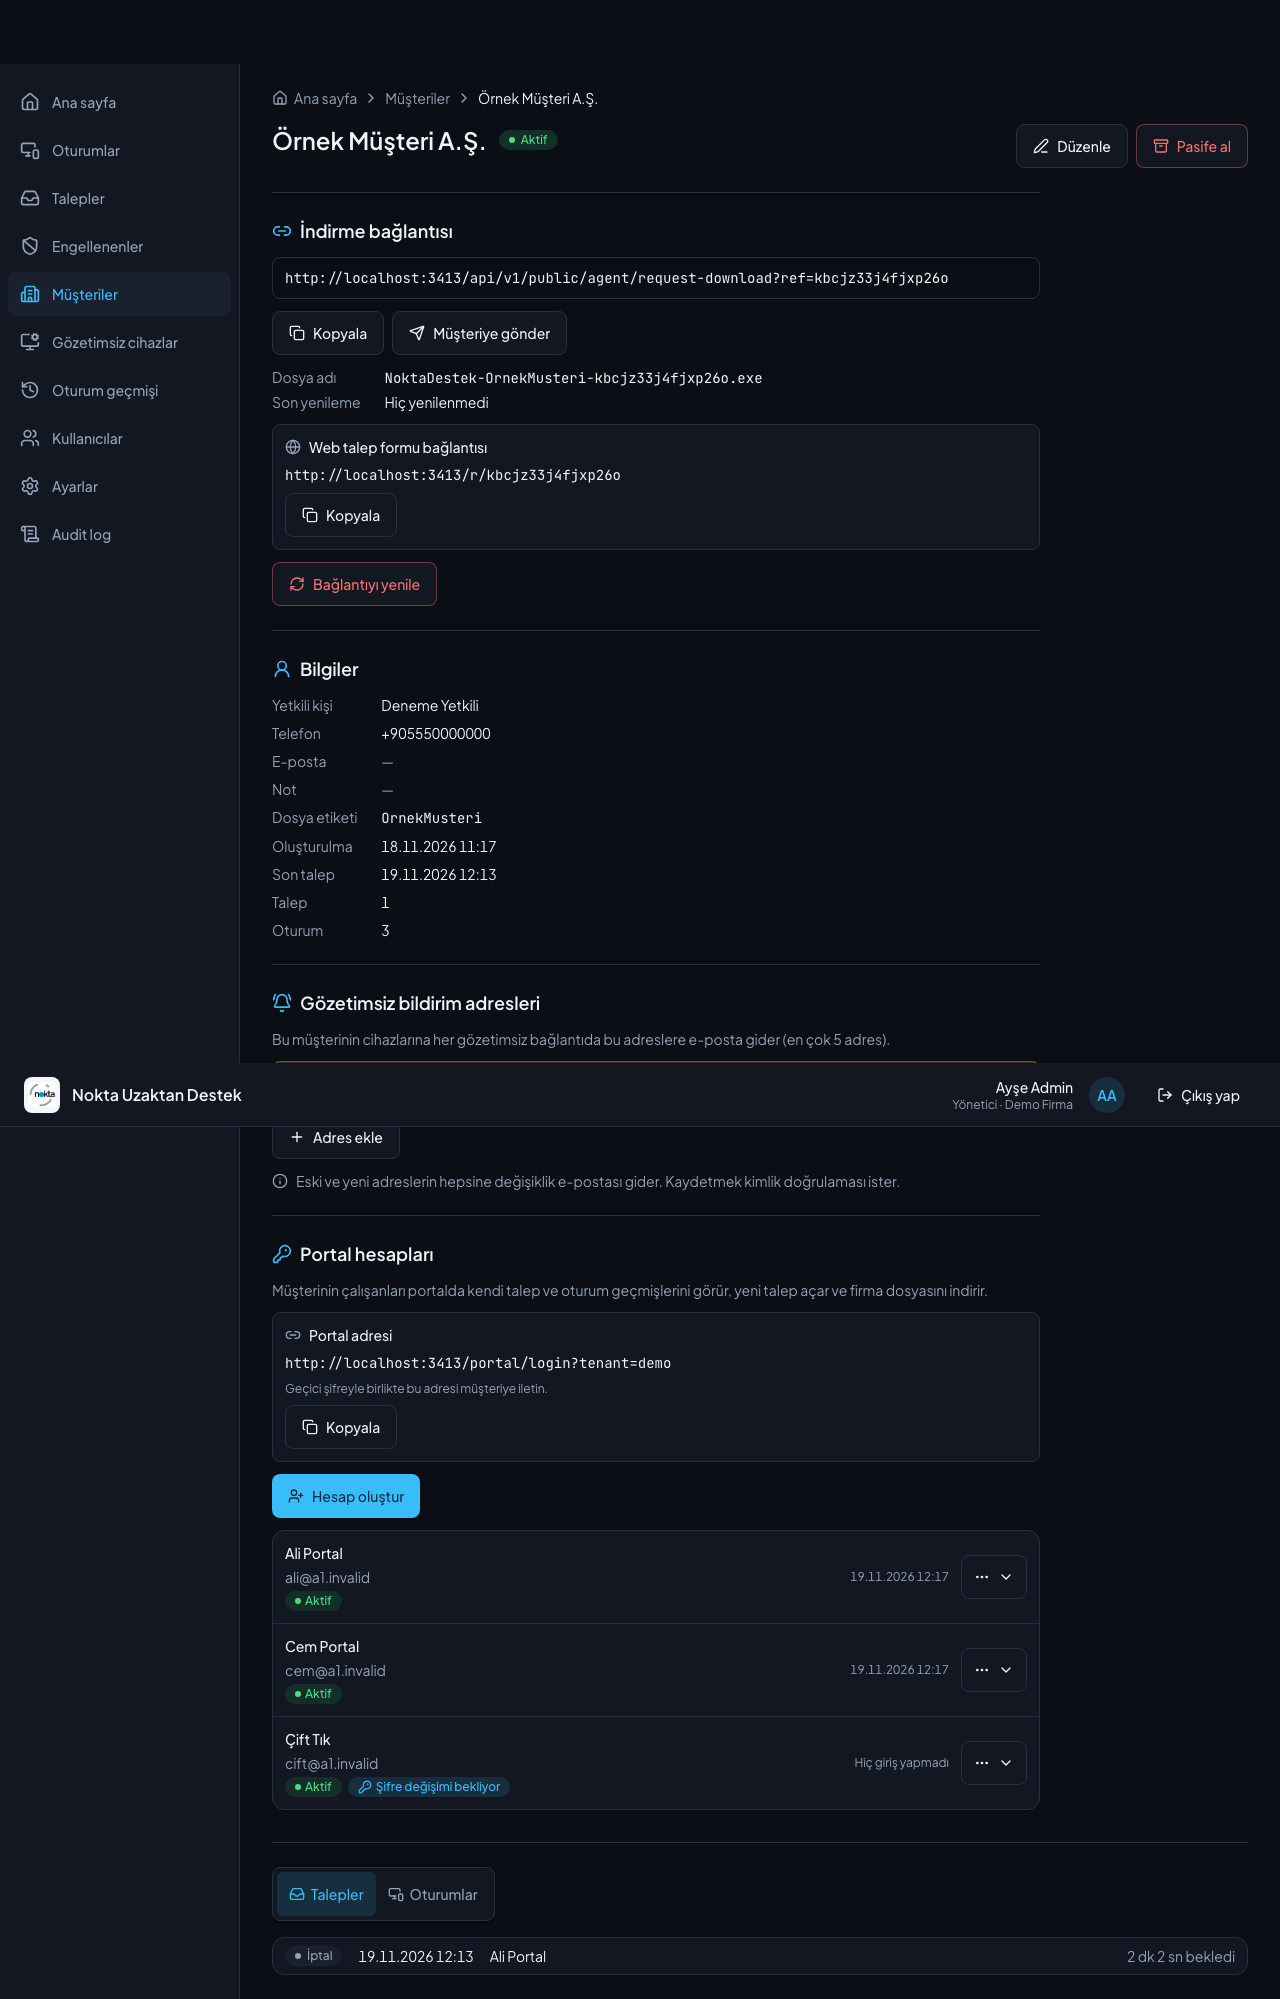 Ana sayfa
Oturumlar
Talepler
Engellenenler
Müşteriler
Gözetimsiz cihazlar
Oturum geçmişi
Kullanıcılar
Ayarlar
Audit log
Ana sayfa > Müşteriler > Örnek Müşteri A.Ş.
Örnek Müşteri A.Ş. Aktif
Düzenle Pasife al
İndirme bağlantısı
http://localhost:3413/api/v1/public/agent/request-download?ref=kbcjz33j4fjxp26o
Kopyala Müşteriye gönder
Dosya adı NoktaDestek-OrnekMusteri-kbcjz33j4fjxp26o.exe
Son yenileme Hiç yenilenmedi
Web talep formu bağlantısı
http://localhost:3413/r/kbcjz33j4fjxp26o
Kopyala
Bağlantıyı yenile
Bilgiler
Yetkili kişi Deneme Yetkili
Telefon +905550000000
E-posta —
Not —
Dosya etiketi OrnekMusteri
Oluşturulma 18.11.2026 11:17
Son talep 19.11.2026 12:13
Talep 1
Oturum 3
Gözetimsiz bildirim adresleri
Bu müşterinin cihazlarına her gözetimsiz bağlantıda bu adreslere e-posta gider (en çok 5 adres).
nokta Nokta Uzaktan Destek
Ayşe Admin
Yönetici · Demo Firma
AA
Çıkış yap
Adres ekle
Eski ve yeni adreslerin hepsine değişiklik e-postası gider. Kaydetmek kimlik doğrulaması ister.
Portal hesapları
Müşterinin çalışanları portalda kendi talep ve oturum geçmişlerini görür, yeni talep açar ve firma dosyasını indirir.
Portal adresi
http://localhost:3413/portal/login?tenant=demo
Geçici şifreyle birlikte bu adresi müşteriye iletin.
Kopyala
Hesap oluştur
Ali Portal
ali@a1.invalid
Aktif
19.11.2026 12:17
Cem Portal
cem@a1.invalid
Aktif
19.11.2026 12:17
Çift Tık
cift@a1.invalid
Aktif Şifre değişimi bekliyor
Hiç giriş yapmadı
Talepler Oturumlar
İptal 19.11.2026 12:13 Ali Portal 2 dk 2 sn bekledi